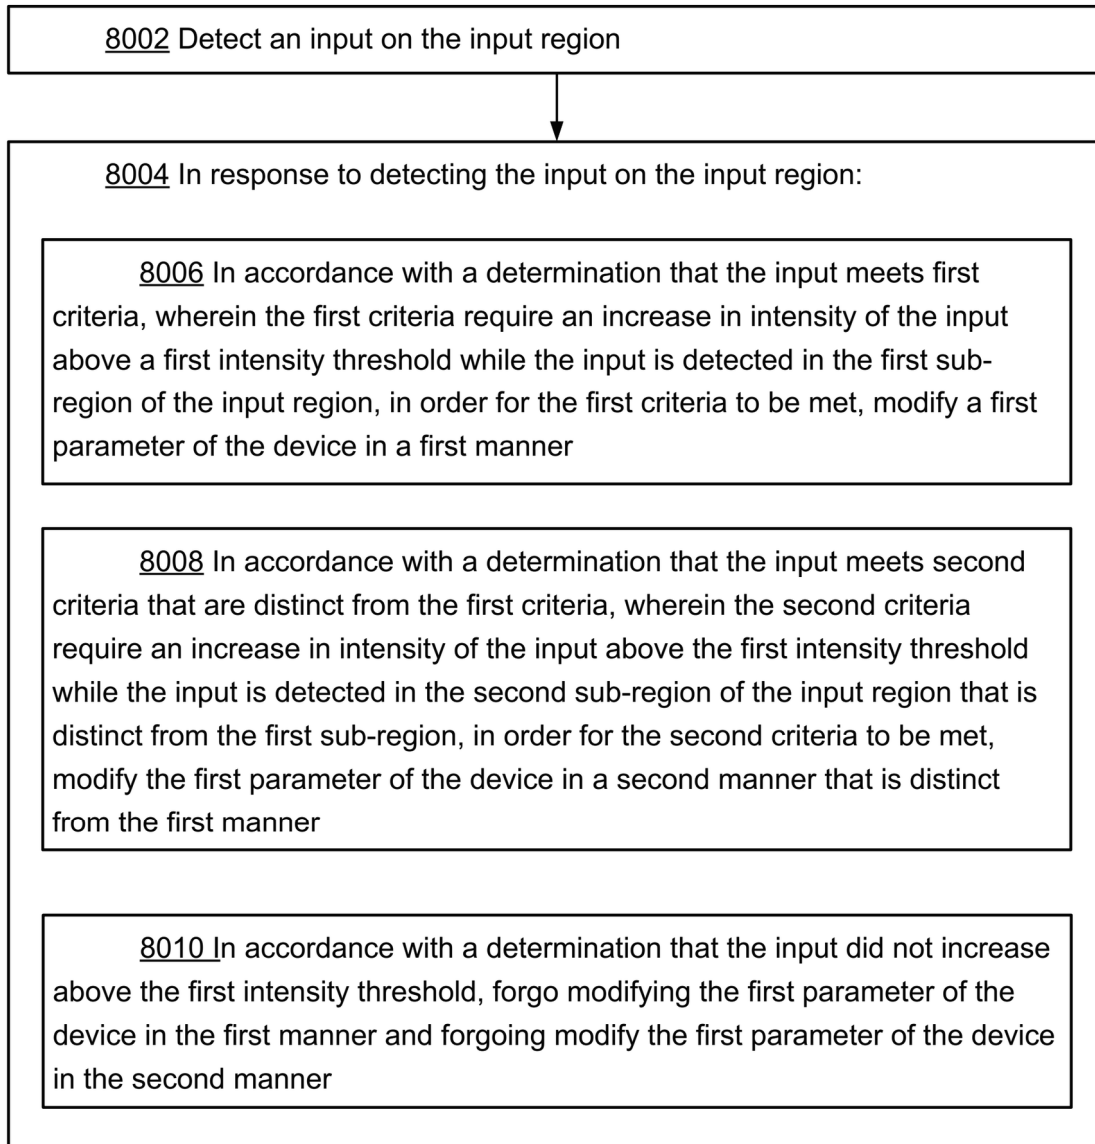 8002 Detect an input on the input region
8004 In response to detecting the input on the input region:
8006 In accordance with a determination that the input meets first
criteria, wherein the first criteria require an increase in intensity of the input
above a first intensity threshold while the input is detected in the first sub-
region of the input region, in order for the first criteria to be met, modify a first
parameter of the device in a first manner
8008 In accordance with a determination that the input meets second
criteria that are distinct from the first criteria, wherein the second criteria
require an increase in intensity of the input above the first intensity threshold
while the input is detected in the second sub-region of the input region that is
distinct from the first sub-region, in order for the second criteria to be met,
modify the first parameter of the device in a second manner that is distinct
from the first manner
8010 In accordance with a determination that the input did not increase
above the first intensity threshold, forgo modifying the first parameter of the
device in the first manner and forgoing modify the first parameter of the device
in the second manner